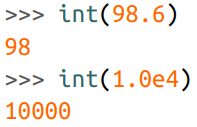 >>> int(98.6)
98
>>> int(1.0e4)
10000